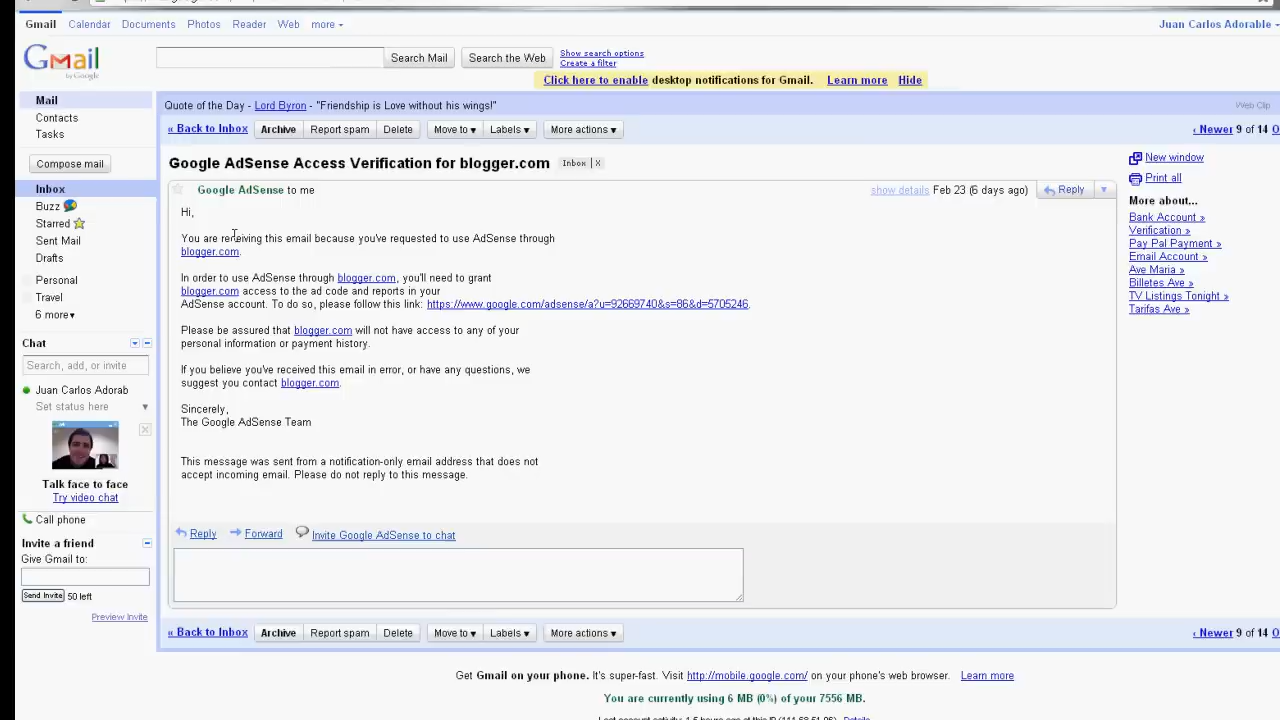 Gmail Calendar Documents Photos Reader Web more
Juan Carlos Adorable
Gmail
by Google
Search Mail Search the Web
Show search options
Create a filter
Click here to enable desktop notifications for Gmail. Learn more Hide
Mail
Contacts
Tasks
Compose mail
Inbox
Buzz
Starred
Sent Mail
Drafts
Personal
Travel
6 more
Chat
Search, add, or invite
Juan Carlos Adorab
Set status here
Talk face to face
Try video chat
Call phone
Invite a friend
Give Gmail to:
Send Invite 50 left
Preview Invite
Quote of the Day - Lord Byron - "Friendship is Love without his wings!"
Web Clip
« Back to Inbox Archive Report spam Delete Move to Labels More actions
‹ Newer 9 of 14 O
Google AdSense Access Verification for blogger.com Inbox | X
Google AdSense to me
show details Feb 23 (6 days ago) Reply
Hi,
You are receiving this email because you've requested to use AdSense through
blogger.com.
In order to use AdSense through blogger.com, you'll need to grant
blogger.com access to the ad code and reports in your
AdSense account. To do so, please follow this link: https://www.google.com/adsense/a?u=92669740&s=86&d=5705246.
Please be assured that blogger.com will not have access to any of your
personal information or payment history.
If you believe you've received this email in error, or have any questions, we
suggest you contact blogger.com.
Sincerely,
The Google AdSense Team
This message was sent from a notification-only email address that does not
accept incoming email. Please do not reply to this message.
Reply Forward Invite Google AdSense to chat
New window
Print all
More about...
Bank Account »
Verification »
Pay Pal Payment »
Email Account »
Ave Maria »
Billetes Ave »
TV Listings Tonight »
Tarifas Ave »
« Back to Inbox Archive Report spam Delete Move to Labels More actions
‹ Newer 9 of 14 O
Get Gmail on your phone. It's super-fast. Visit http://mobile.google.com/ on your phone's web browser. Learn more
You are currently using 6 MB (0%) of your 7556 MB.